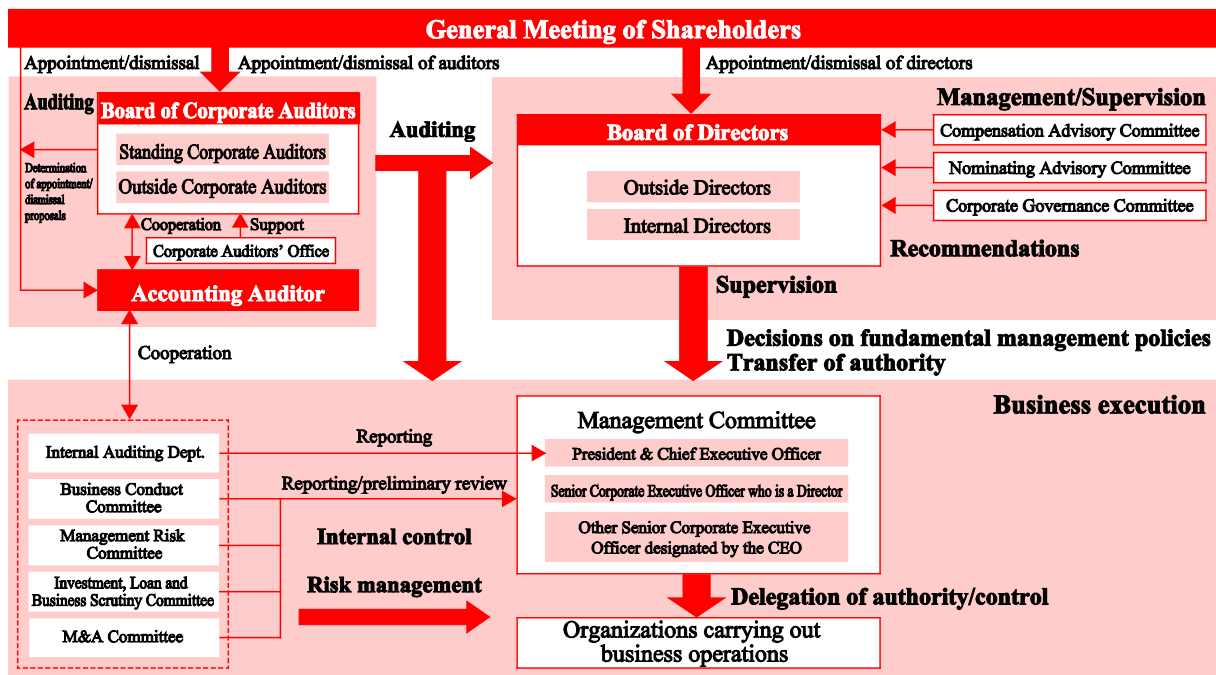 General Meeting of Shareholders
Appointment/dismissal
Appointment/dismissal of auditors
Appointment/dismissal of directors
Auditing
Board of Corporate Auditors
Standing Corporate Auditors
Outside Corporate Auditors
Determination
of appointment/
dismissal
proposals
Cooperation
Support
Corporate Auditors’ Office
Accounting Auditor
Auditing
Management/Supervision
Board of Directors
Outside Directors
Internal Directors
Compensation Advisory Committee
Nominating Advisory Committee
Corporate Governance Committee
Recommendations
Supervision
Decisions on fundamental management policies
Transfer of authority
Cooperation
Business execution
Internal Auditing Dept.
Business Conduct
Committee
Management Risk
Committee
Investment, Loan and
Business Scrutiny Committee
M&A Committee
Reporting
Reporting/preliminary review
Internal control
Risk management
Management Committee
President & Chief Executive Officer
Senior Corporate Executive Officer who is a Director
Other Senior Corporate Executive
Officer designated by the CEO
Delegation of authority/control
Organizations carrying out
business operations